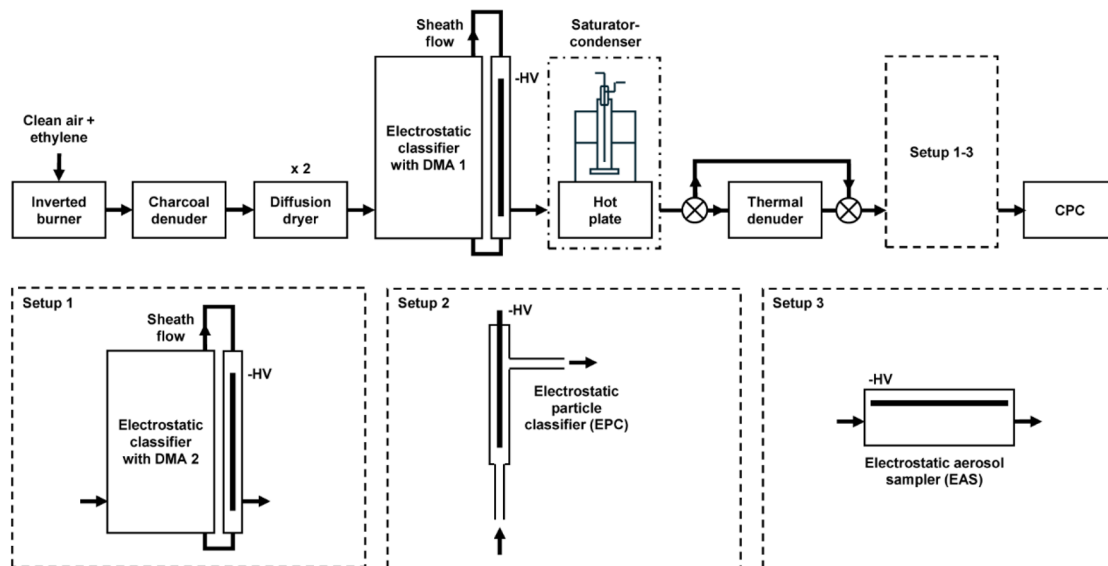 Sheath
flow
-HV
Saturator-
condenser
Clean air +
ethylene
Electrostatic
classifier
with DMA 1
x 2
Setup 1-3
Inverted
burner
Charcoal
denuder
Diffusion
dryer
Hot
plate
Thermal
denuder
CPC
Setup 1
Sheath
flow
-HV
Electrostatic
classifier
with DMA 2
Setup 2
-HV
Electrostatic
particle
classifier (EPC)
Setup 3
-HV
Electrostatic aerosol
sampler (EAS)